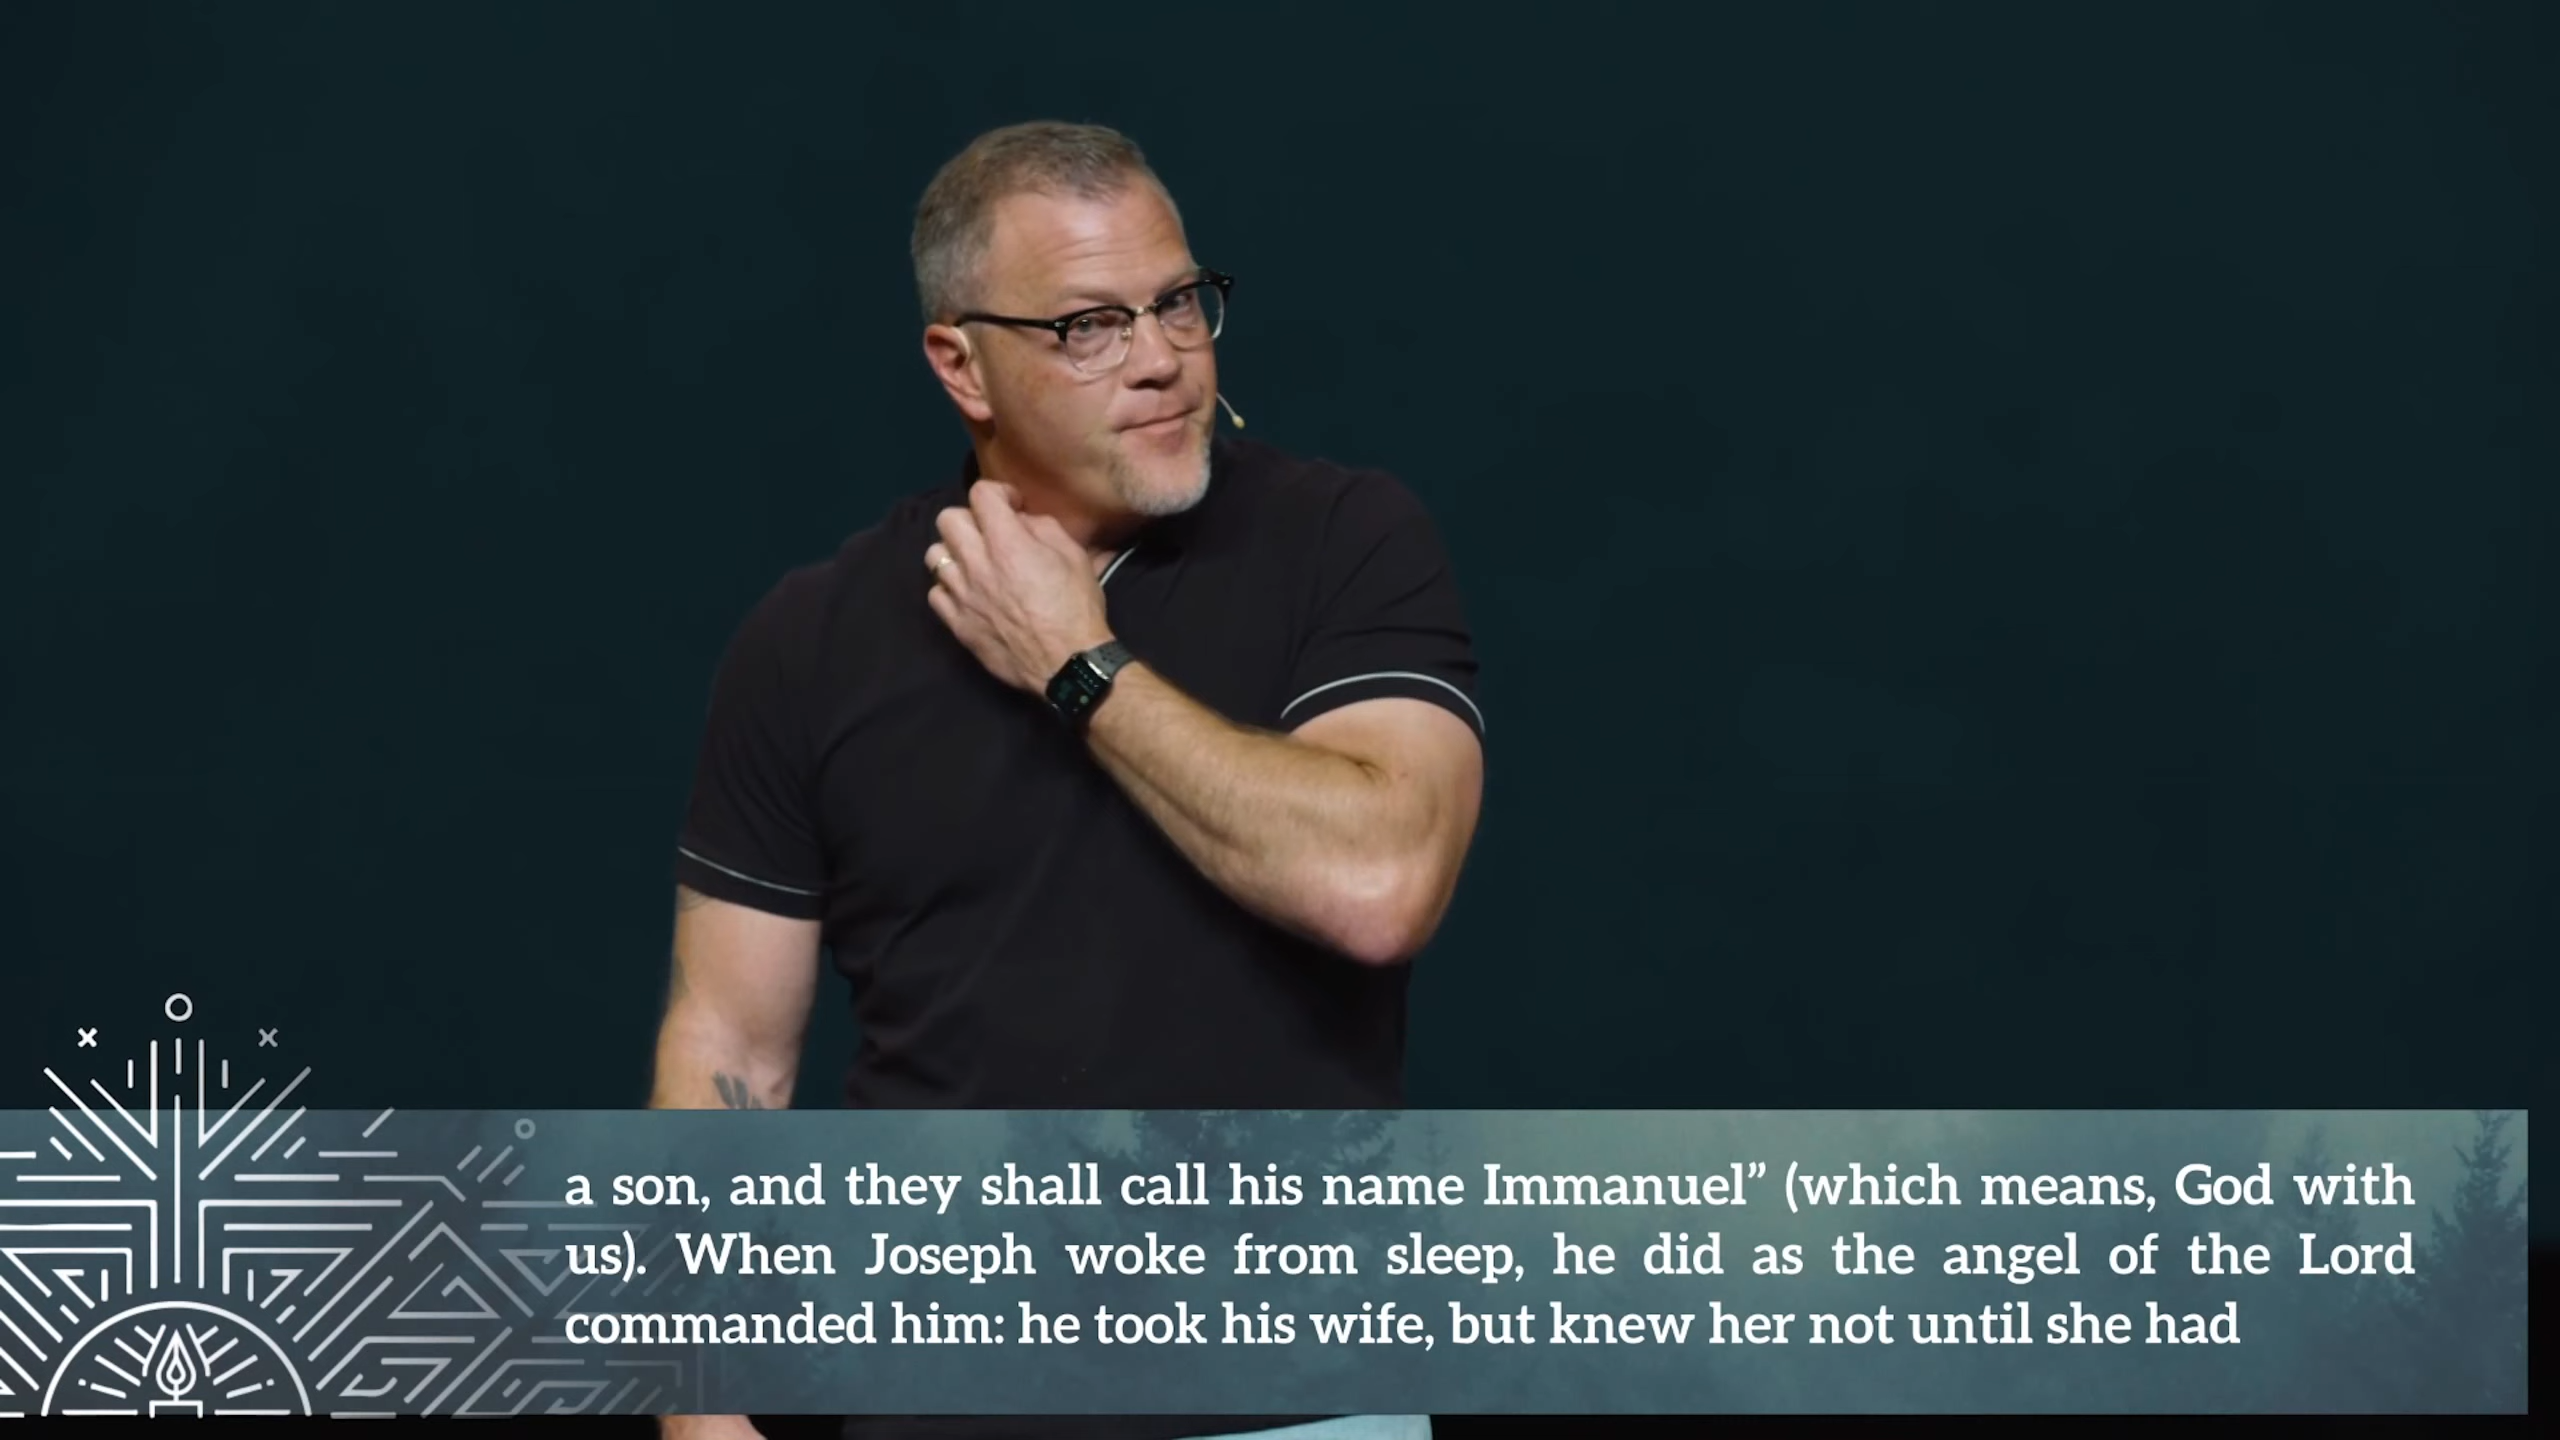 a son, and they shall call his name Immanuel” (which means, God with
us). When Joseph woke from sleep, he did as the angel of the Lord
commanded him: he took his wife, but knew her not until she had